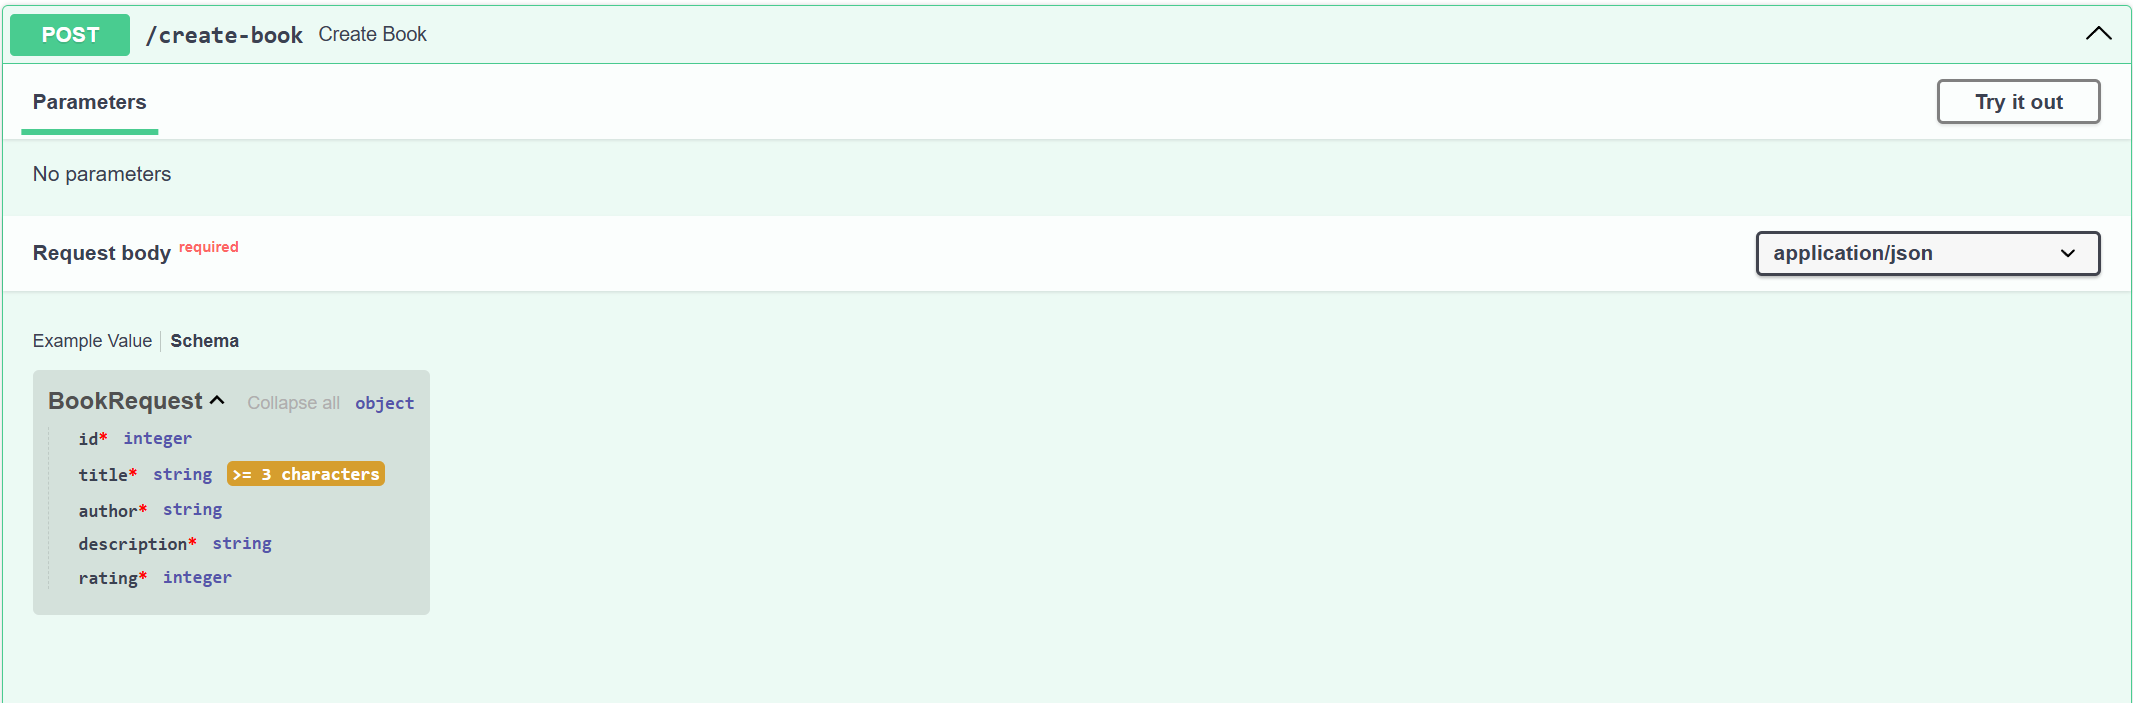 POST /create-book Create Book
Parameters Try it out
No parameters
Request body required application/json
Example Value Schema
BookRequest Collapse all object
id* integer
title* string >= 3 characters
author* string
description* string
rating* integer